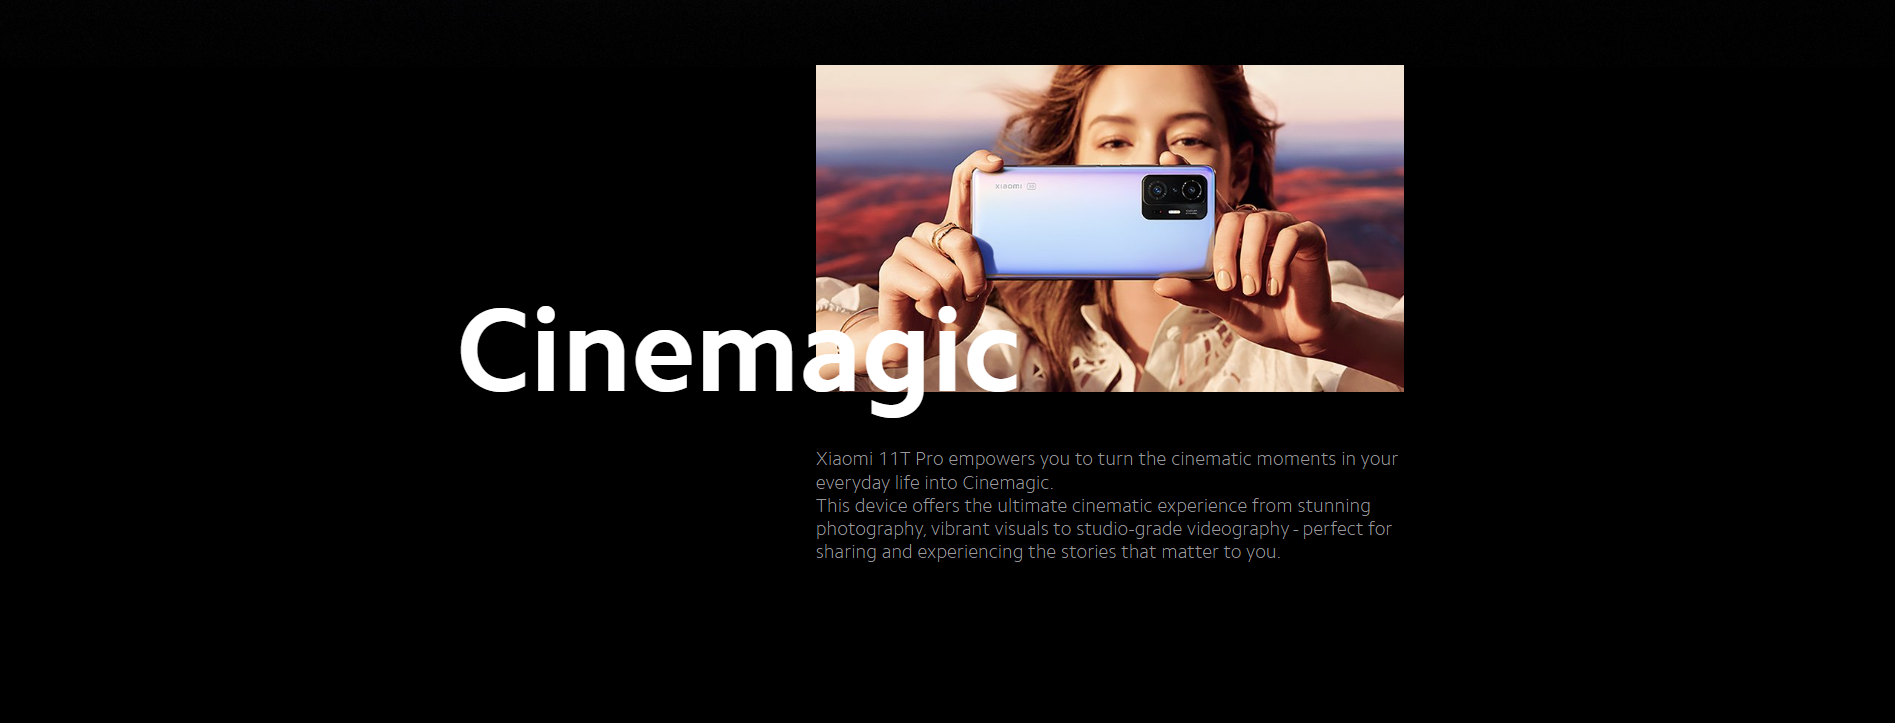 xiaomi 5G
Cinemagic
Xiaomi 11T Pro empowers you to turn the cinematic moments in your
everyday life into Cinemagic.
This device offers the ultimate cinematic experience from stunning
photography, vibrant visuals to studio-grade videography - perfect for
sharing and experiencing the stories that matter to you.